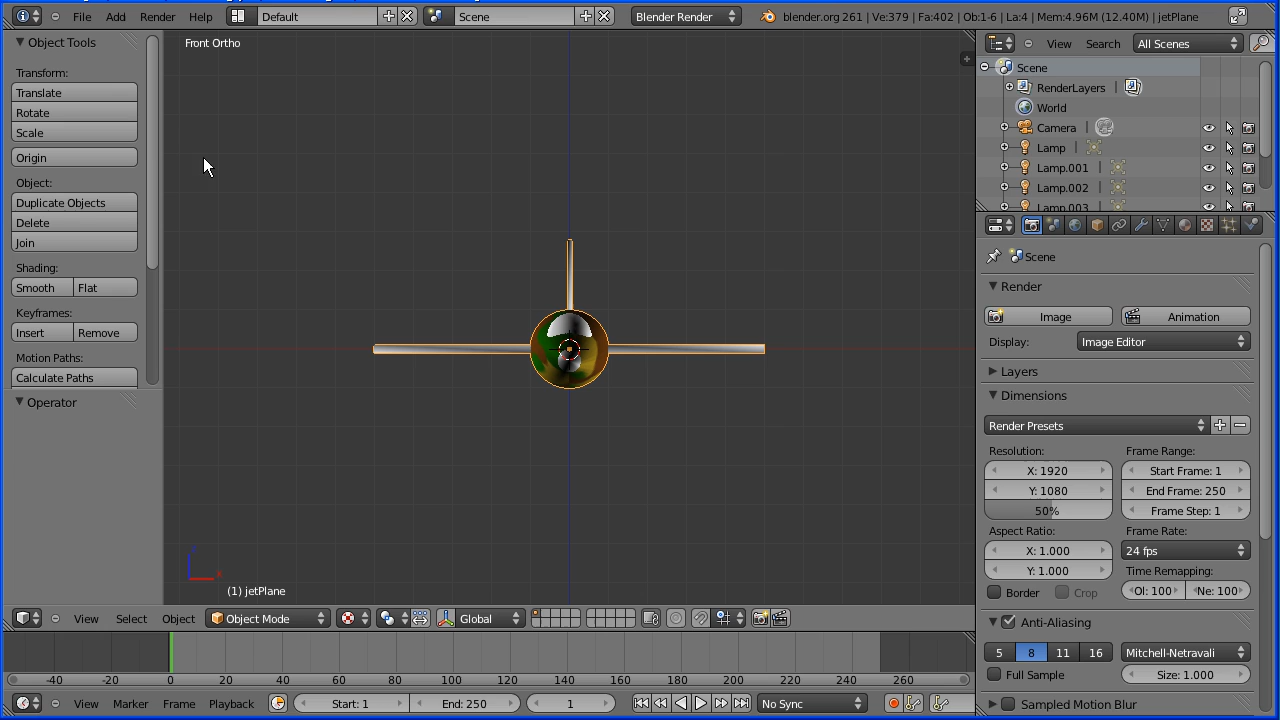 File Add Render Help Default Scene Blender Render blender.org 261 | Ve:379 | Fa:402 | Ob:1-6 | La:4 | Mem:4.96M (12.40M) | jetPlane
Object Tools
Transform:
Translate
Rotate
Scale
Origin
Object:
Duplicate Objects
Delete
Join
Shading:
Smooth Flat
Keyframes:
Insert Remove
Motion Paths:
Calculate Paths
Operator
Front Ortho
(1) jetPlane
View Select Object Object Mode Global
-40 -20 0 20 40 60 80 100 120 140 160 180 200 220 240 260
View Marker Frame Playback Start: 1 End: 250 1 No Sync
View Search All Scenes
Scene
RenderLayers |
World
Camera |
Lamp |
Lamp.001 |
Lamp.002 |
Lamp.003 |
Scene
Render
Image Animation
Display: Image Editor
Layers
Dimensions
Render Presets
Resolution: Frame Range:
X: 1920 Start Frame: 1
Y: 1080 End Frame: 250
50% Frame Step: 1
Aspect Ratio: Frame Rate:
X: 1.000 24 fps
Y: 1.000 Time Remapping:
Border Crop Ol: 100 Ne: 100
Anti-Aliasing
5 8 11 16 Mitchell-Netravali
Full Sample Size: 1.000
Sampled Motion Blur